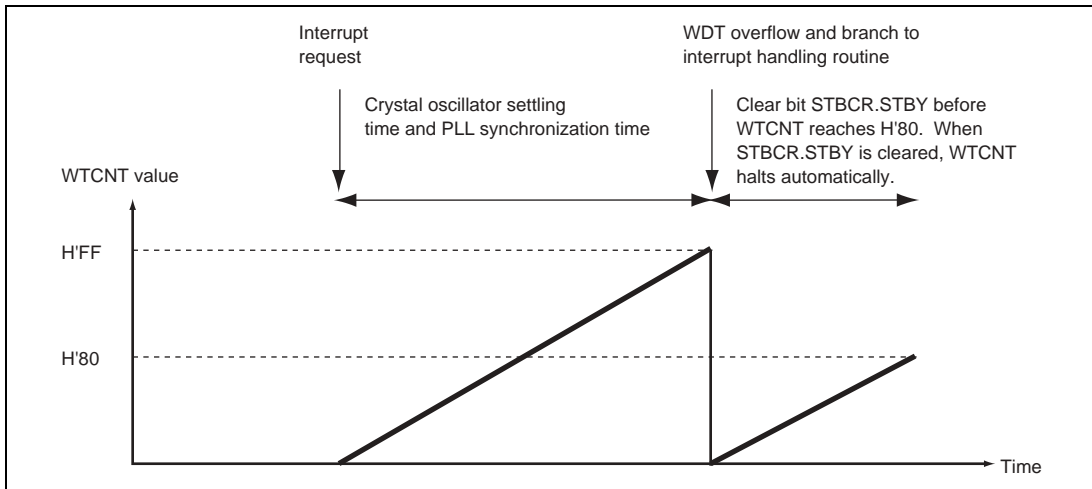 Interrupt
request
WDT overflow and branch to
interrupt handling routine
Crystal oscillator settling
time and PLL synchronization time
Clear bit STBCR.STBY before
WTCNT reaches H'80.  When
STBCR.STBY is cleared, WTCNT
halts automatically.
WTCNT value
H'FF
H'80
Time